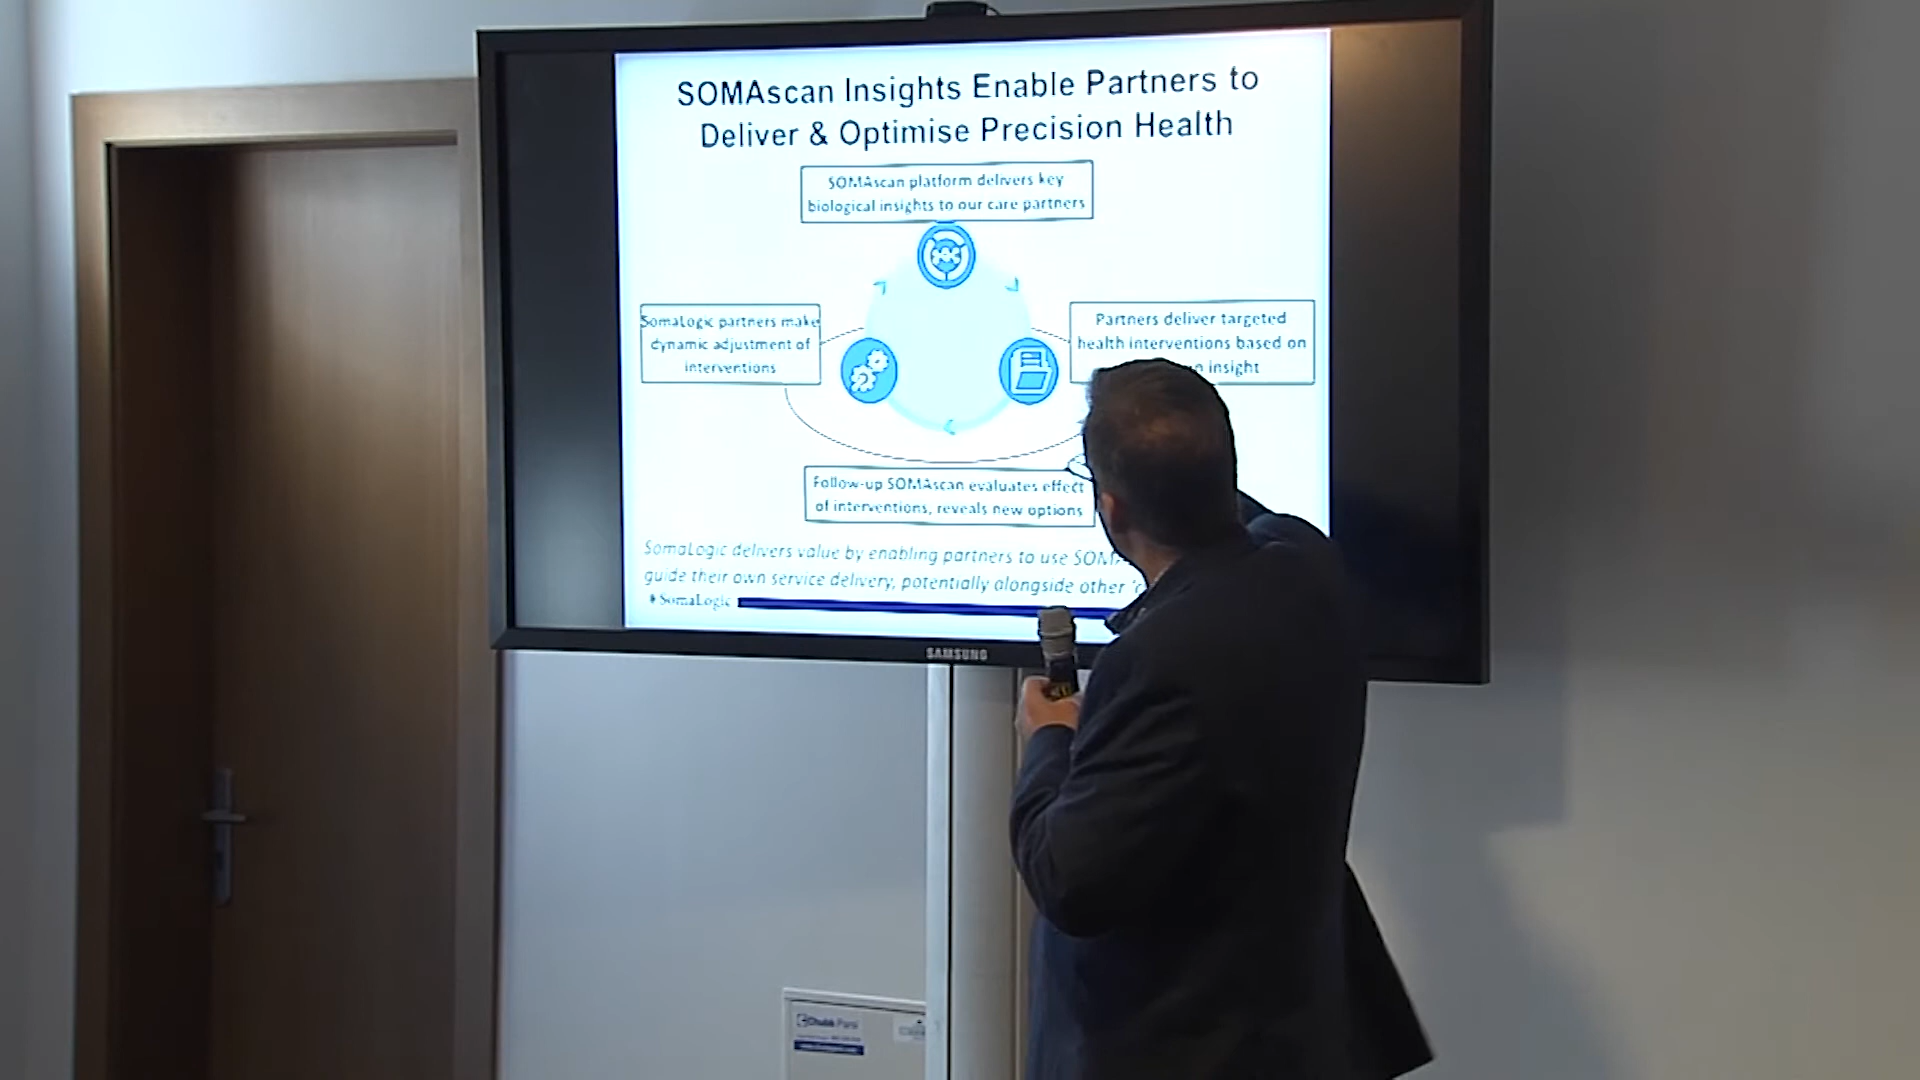 SOMAscan Insights Enable Partners to
Deliver & Optimise Precision Health
SOMAscan platform delivers key
biological insights to our care partners
SomaLogic partners make
dynamic adjustment of
interventions
Partners deliver targeted
health interventions based on
insight
Follow-up SOMAscan evaluates effect
of interventions, reveals new options
SomaLogic delivers value by enabling partners to use
guide their own service delivery, potentially alongside other
SomaLogic
SAMSUNG
Chubb